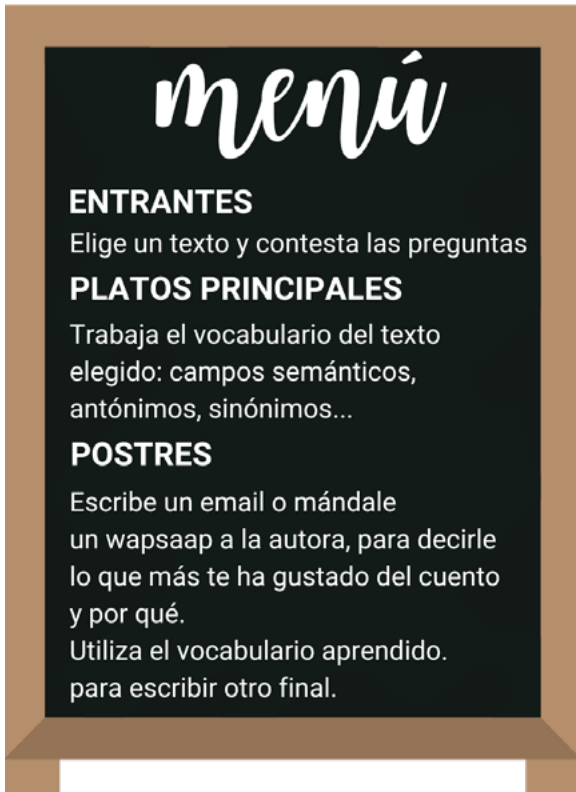 menú
ENTRANTES
Elige un texto y contesta las preguntas
PLATOS PRINCIPALES
Trabaja el vocabulario del texto
elegido: campos semánticos,
antónimos, sinónimos...
POSTRES
Escribe un email o mándale
un wapsaap a la autora, para decirle
lo que más te ha gustado del cuento
y por qué.
Utiliza el vocabulario aprendido.
para escribir otro final.